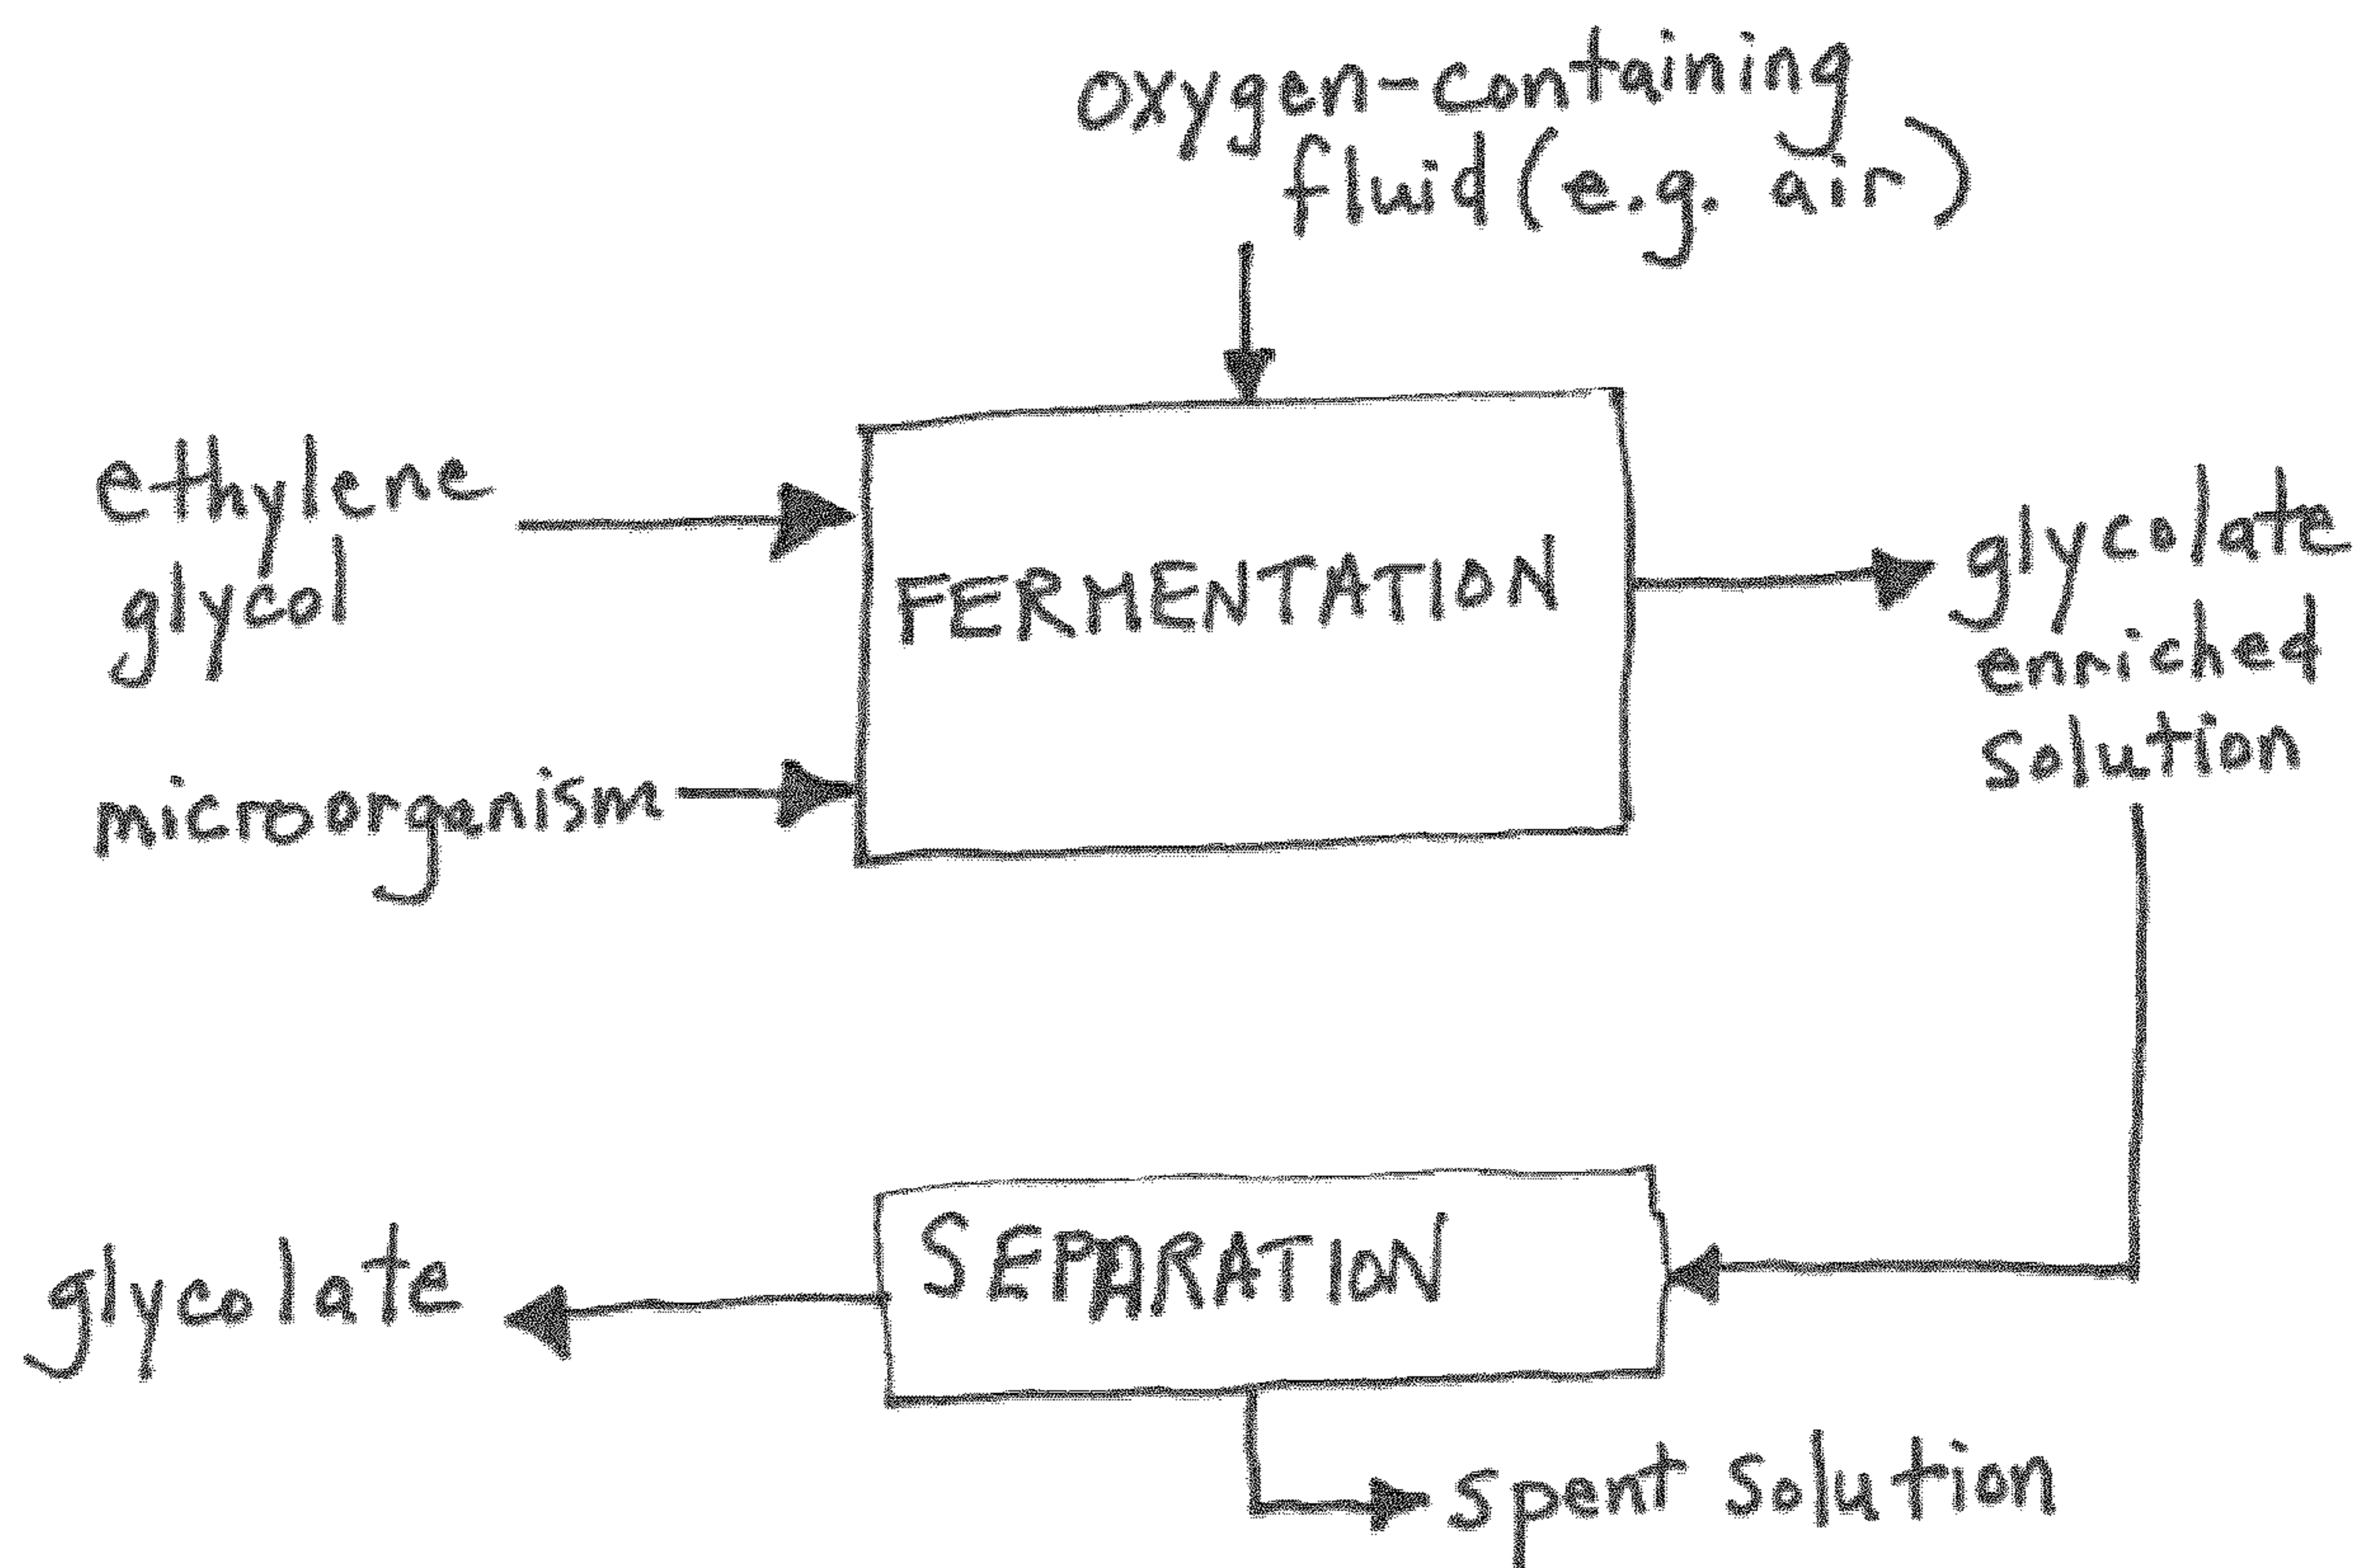 oxygen-containing
fluid (e.g. air)
ethylene
glycol
FERMENTATION
glycolate
enriched
solution
microorganism
SEPARATION
glycolate
spent solution